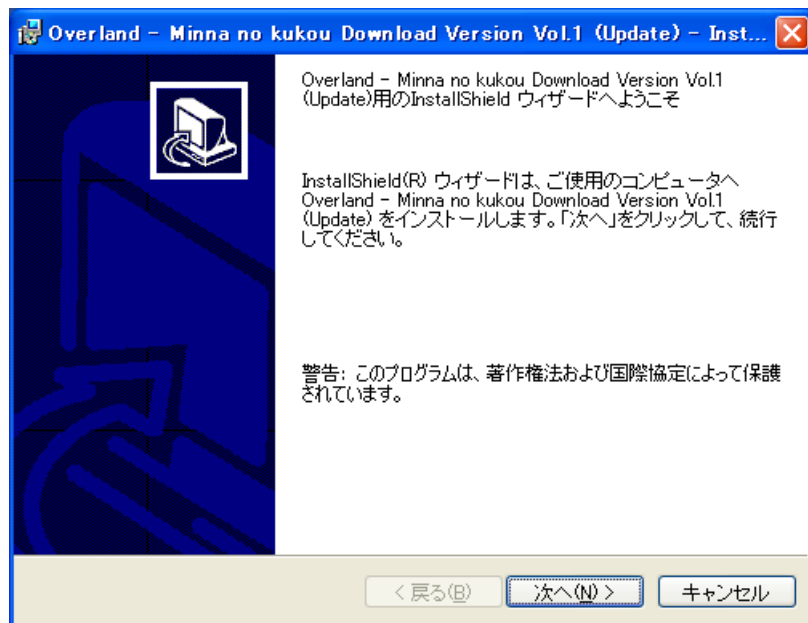 Overland - Minna no kukou Download Version Vol.1 (Update) - Inst...
Overland - Minna no kukou Download Version Vol.1
(Update)用のInstallShield ウィザードへようこそ
InstallShield(R) ウィザードは、ご使用のコンピュータへ
Overland - Minna no kukou Download Version Vol.1
(Update) をインストールします。「次へ」をクリックして、続行
してください。
警告: このプログラムは、著作権法および国際協定によって保護
されています。
< 戻る(B)
次へ(N) >
キャンセル